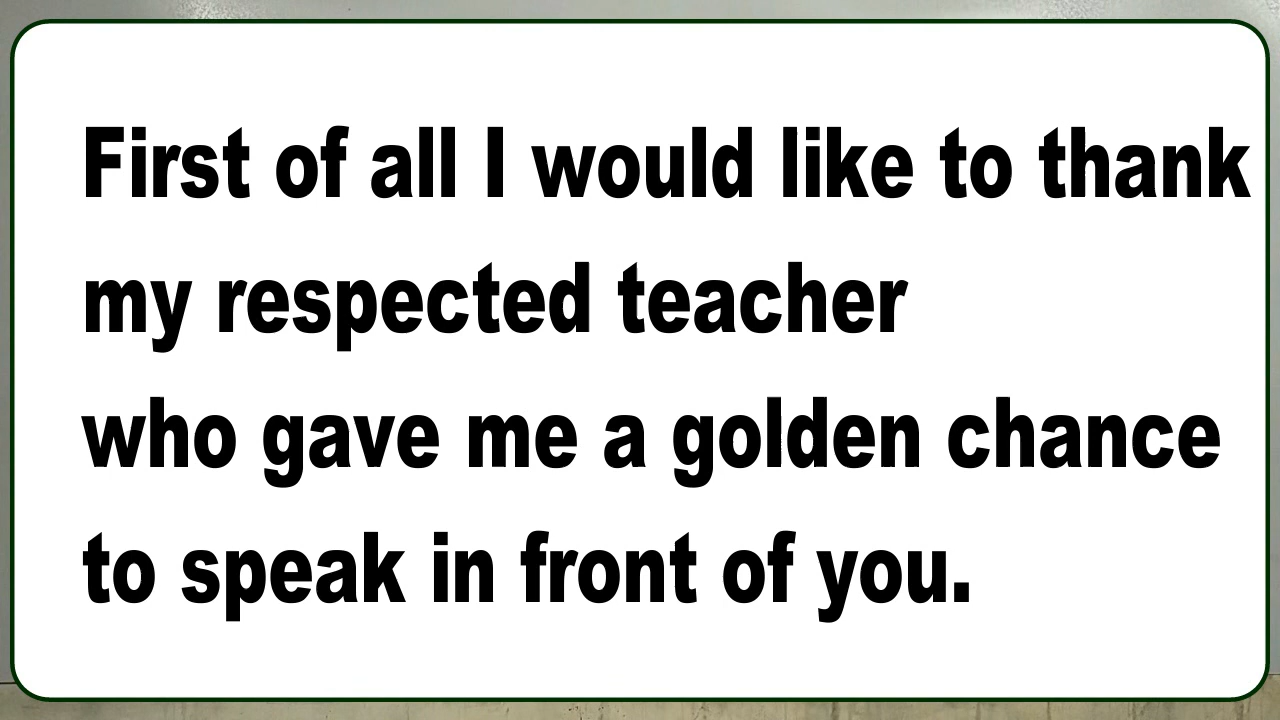 First of all I would like to thank
my respected teacher
who gave me a golden chance
to speak in front of you.